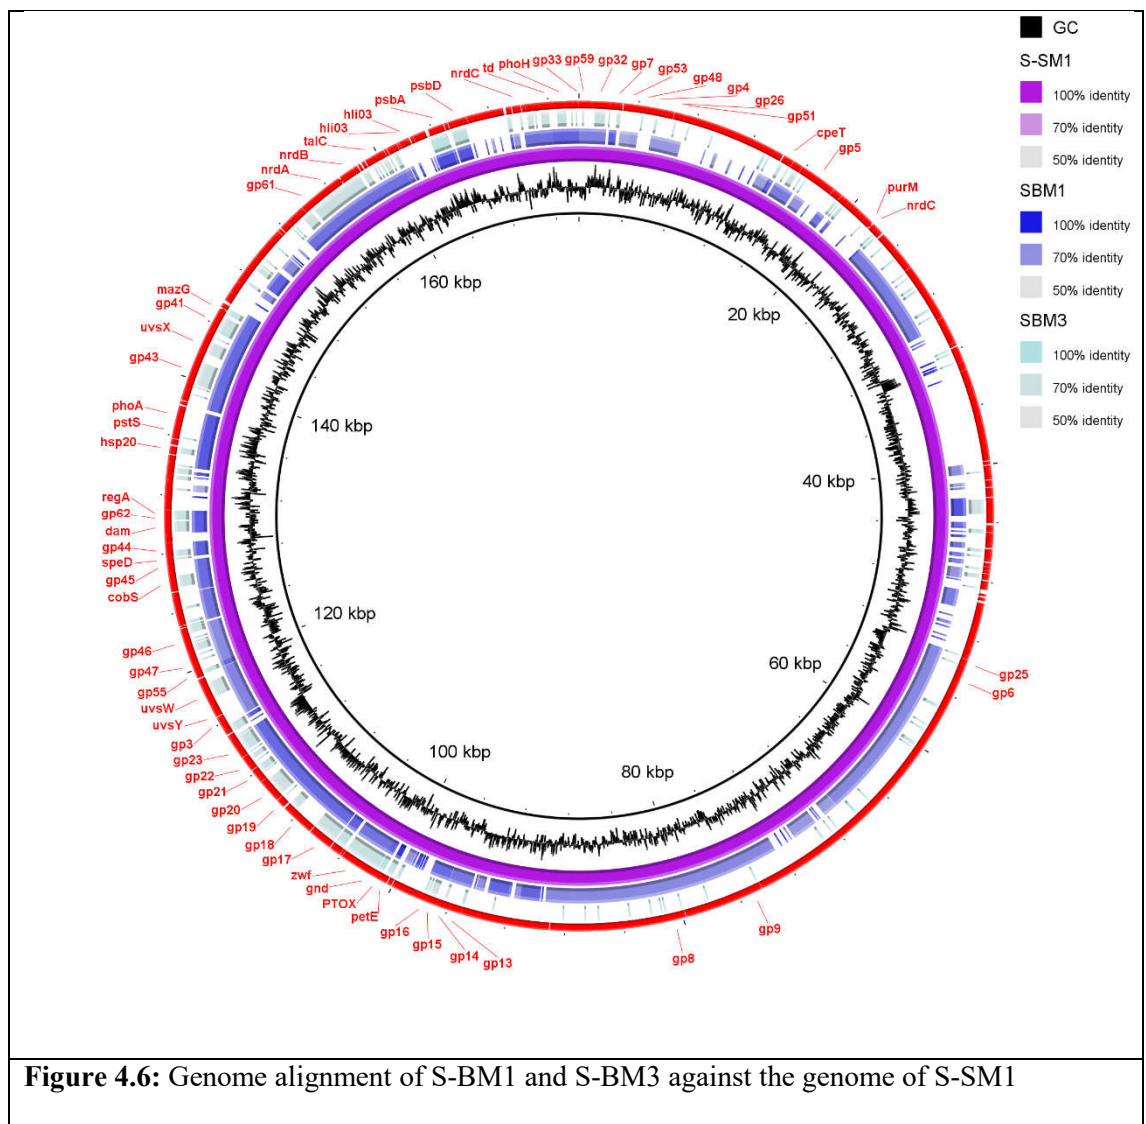 GC
S-SM1
100% identity
70% identity
50% identity
SBM1
100% identity
70% identity
50% identity
SBM3
100% identity
70% identity
50% identity
gp59
gp32
gp7
gp53
gp48
gp4
gp26
gp51
cpeT
gp5
purM
nrdC
gp25
gp6
gp9
gp8
gp13
gp14
gp15
gp16
petE
PTOX
gnd
zwf
gp17
gp18
gp19
gp20
gp21
gp22
gp23
gp3
uvsY
uvsW
gp55
gp47
gp46
cobS
gp45
speD
gp44
dam
gp62
regA
hsp20
pstS
phoA
gp43
uvsX
gp41
mazG
gp61
nrdA
nrdB
talC
hli03
hli03
psbA
psbD
nrdC
td
phoH
gp33
20 kbp
40 kbp
60 kbp
80 kbp
100 kbp
120 kbp
140 kbp
160 kbp
Figure 4.6: Genome alignment of S-BM1 and S-BM3 against the genome of S-SM1